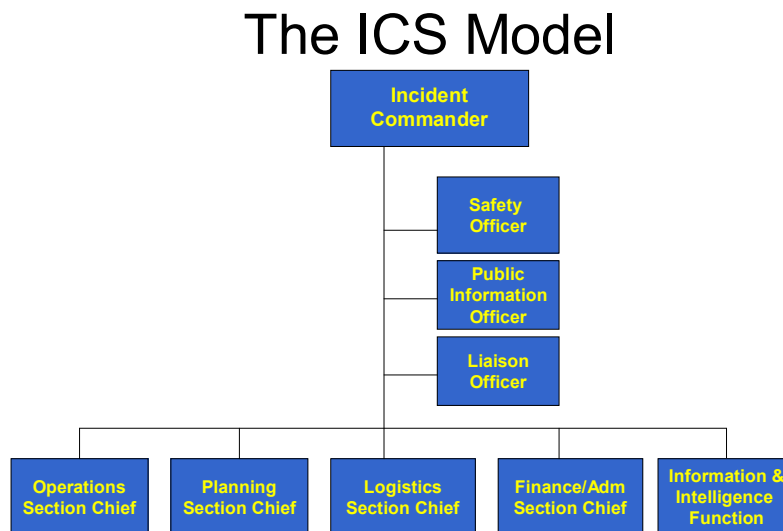 The ICS Model
Incident
Commander
Safety
Officer
Public
Information
Officer
Liaison
Officer
Operations
Section Chief
Planning
Section Chief
Logistics
Section Chief
Finance/Adm
Section Chief
Information &
Intelligence
Function